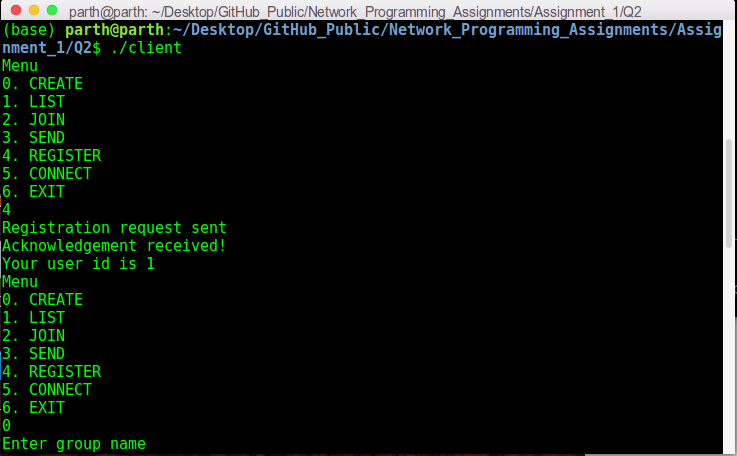 parth@parth: ~/Desktop/GitHub_Public/Network_Programming_Assignments/Assignment_1/Q2
(base) parth@parth:~/Desktop/GitHub_Public/Network_Programming_Assignments/Assig
nment_1/Q2$ ./client
Menu
0. CREATE
1. LIST
2. JOIN
3. SEND
4. REGISTER
5. CONNECT
6. EXIT
4
Registration request sent
Acknowledgement received!
Your user id is 1
Menu
0. CREATE
1. LIST
2. JOIN
3. SEND
4. REGISTER
5. CONNECT
6. EXIT
0
Enter group name